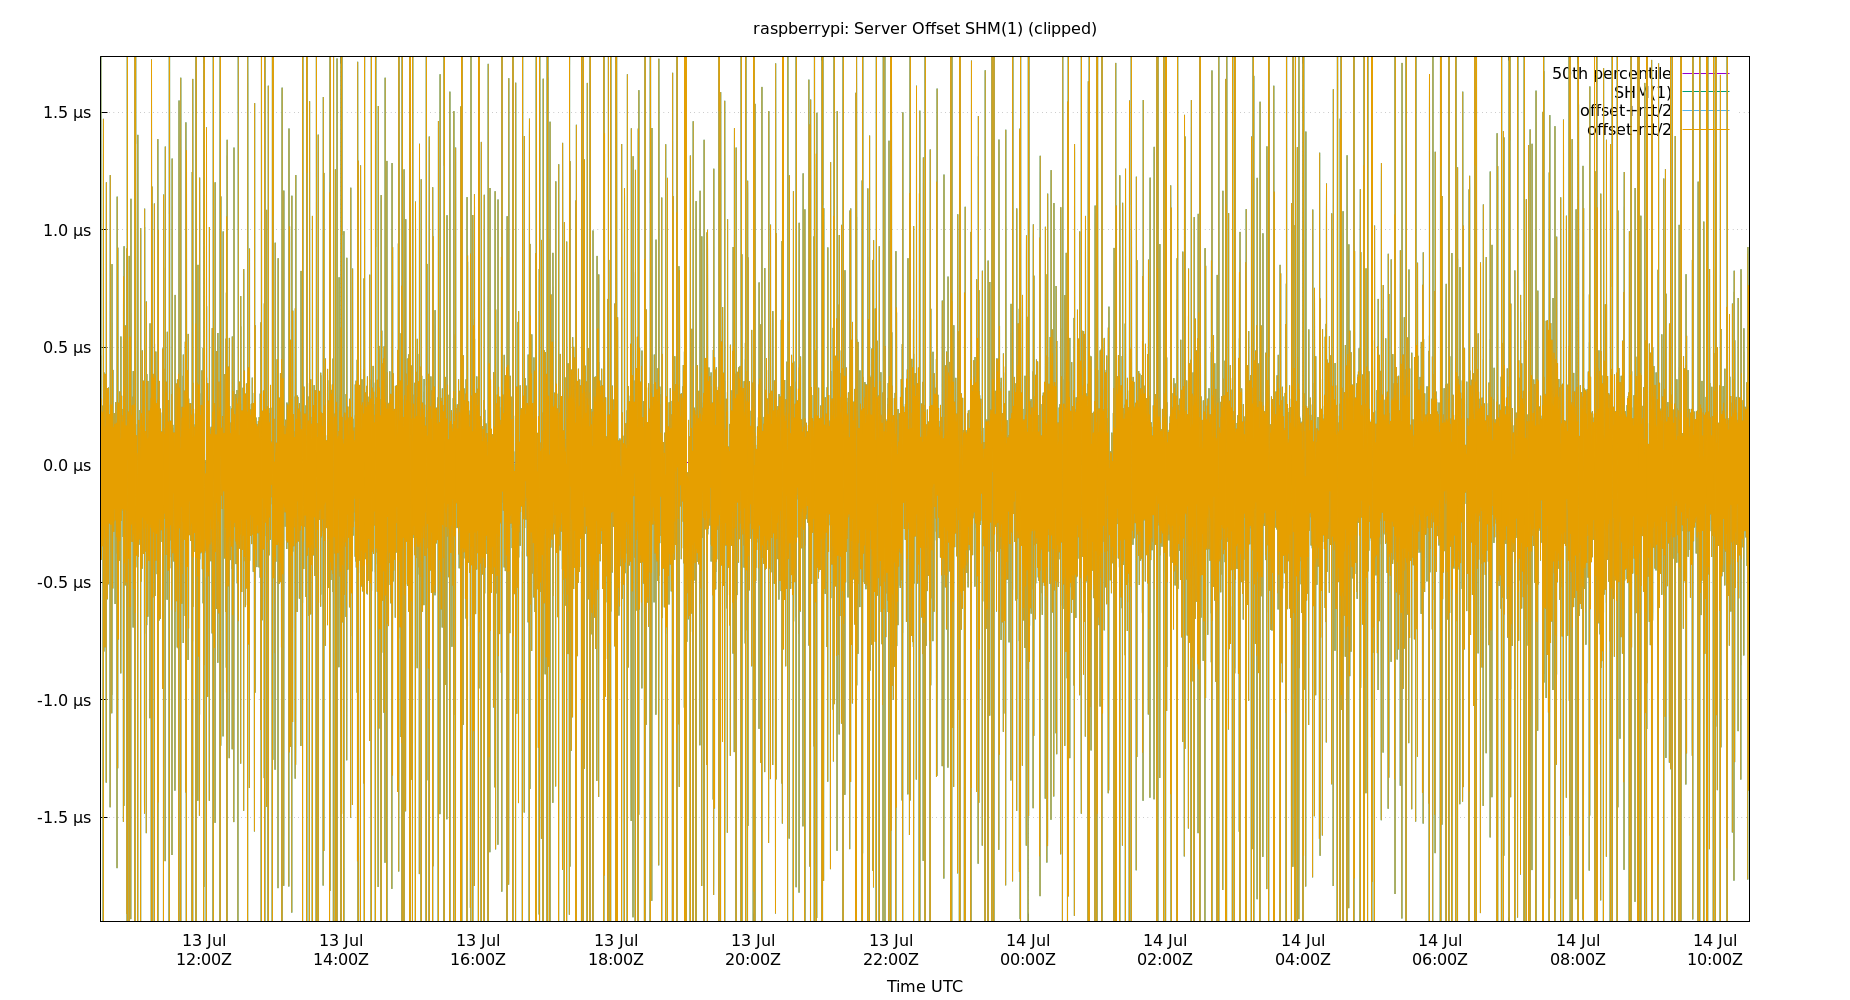 raspberrypi: Server Offset SHM(1) (clipped)
50th percentile
SHM(1)
offset+rtt/2
offset-rtt/2
1.5 µs
1.0 µs
0.5 µs
0.0 µs
-0.5 µs
-1.0 µs
-1.5 µs
13 Jul 13 Jul 13 Jul 13 Jul 13 Jul 13 Jul 14 Jul 14 Jul 14 Jul 14 Jul 14 Jul 14 Jul
12:00Z 14:00Z 16:00Z 18:00Z 20:00Z 22:00Z 00:00Z 02:00Z 04:00Z 06:00Z 08:00Z 10:00Z
Time UTC